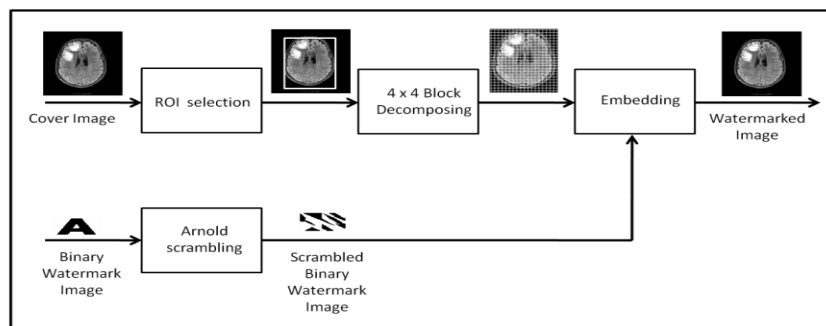 ROI selection
4 x 4 Block
Decomposing
Embedding
Cover Image
Watermarked
Image
A
Arnold
scrambling
Binary
Watermark
Image
Scrambled
Binary
Watermark
Image